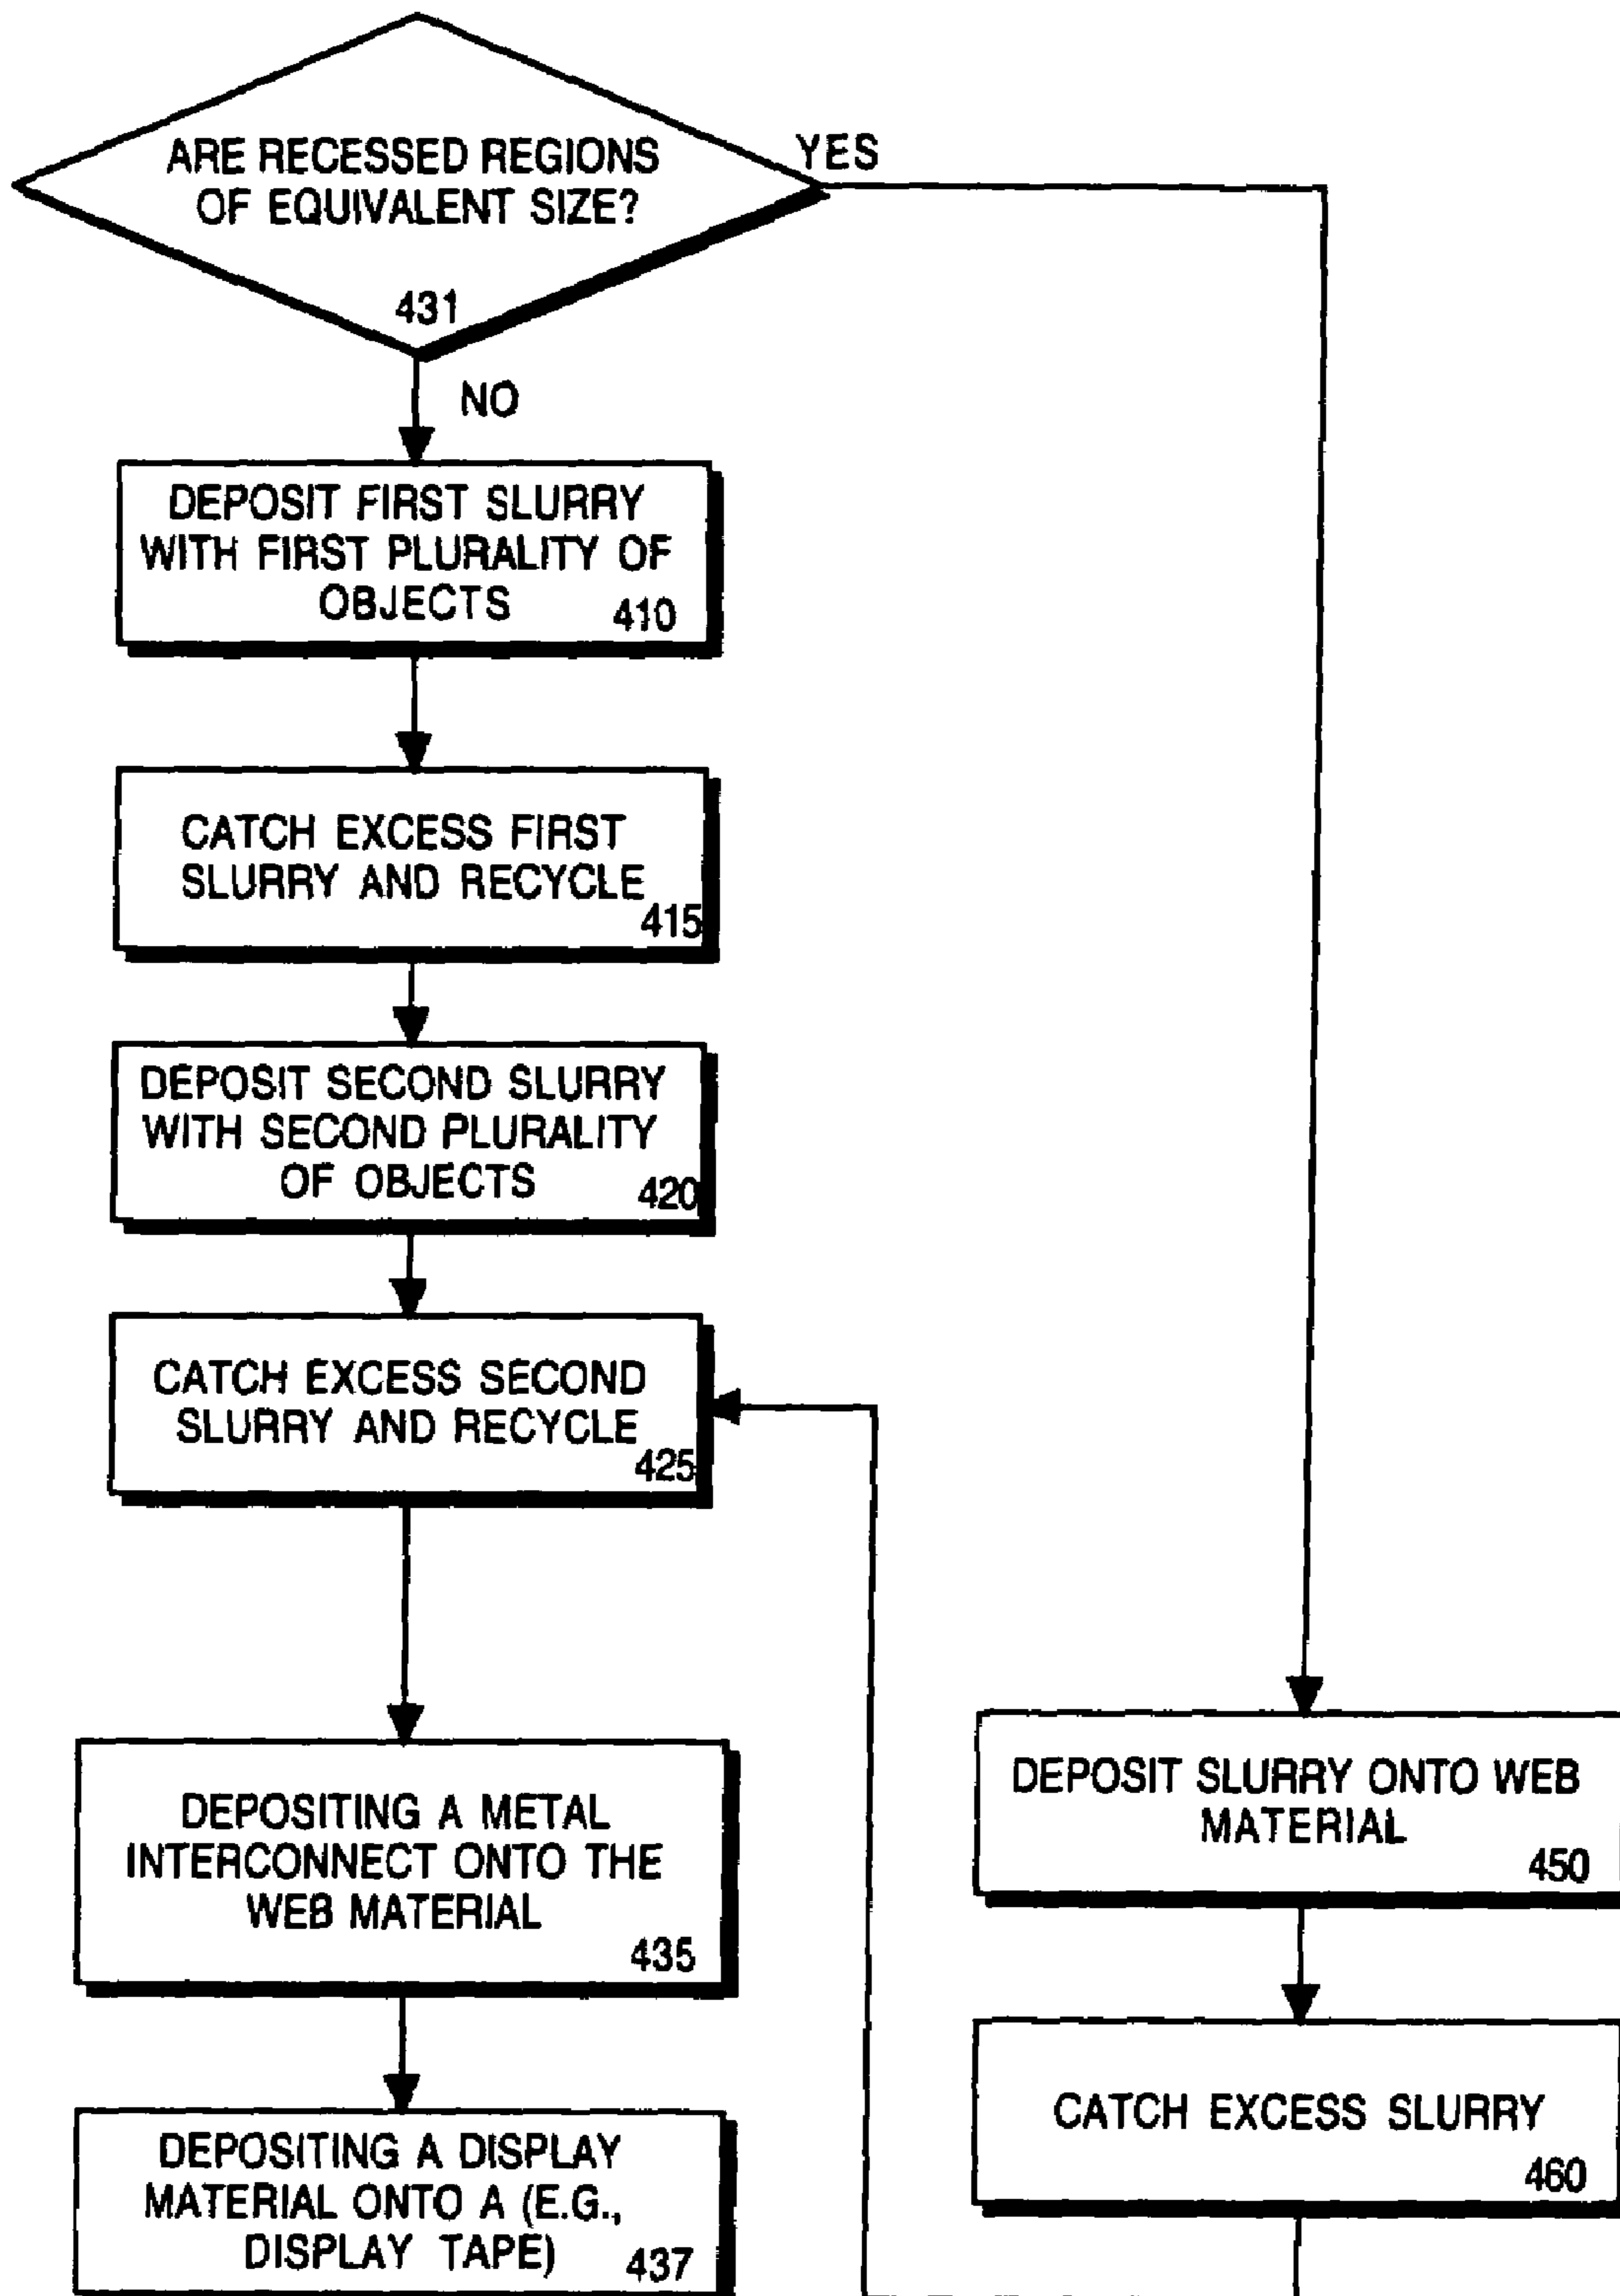 ARE RECESSED REGIONS
OF EQUIVALENT SIZE?
431
YES
NO
DEPOSIT FIRST SLURRY
WITH FIRST PLURALITY OF
OBJECTS 410
CATCH EXCESS FIRST
SLURRY AND RECYCLE
415
DEPOSIT SECOND SLURRY
WITH SECOND PLURALITY
OF OBJECTS 420
CATCH EXCESS SECOND
SLURRY AND RECYCLE
425
DEPOSITING A METAL
INTERCONNECT ONTO THE
WEB MATERIAL
435
DEPOSITING A DISPLAY
MATERIAL ONTO A (E.G.,
DISPLAY TAPE) 437
DEPOSIT SLURRY ONTO WEB
MATERIAL
450
CATCH EXCESS SLURRY
460